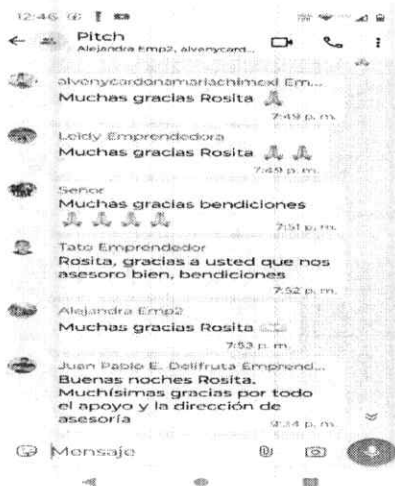 12:46
Pitch
Alejandra Emp2, alvenycard...
alvenycardonamariachimexi Em...
Muchas gracias Rosita 🙏
7:49 p. m.
Leidy Emprendedora
Muchas gracias Rosita 🙏 🙏
7:49 p. m.
Señor
Muchas gracias bendiciones
🙏 🙏 🙏 🙏
7:51 p. m.
Tato Emprendedor
Rosita, gracias a usted que nos
asesoro bien, bendiciones
7:52 p. m.
Alejandra Emp2
Muchas gracias Rosita
7:53 p. m.
Juan Pablo E. Delifruta Emprend...
Buenas noches Rosita.
Muchísimas gracias por todo
el apoyo y la dirección de
asesoría
9:34 p. m.
Mensaje